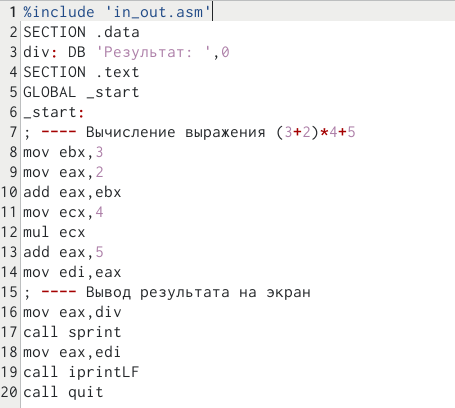 1 %include 'in_out.asm'
2 SECTION .data
3 div: DB 'Результат: ',0
4 SECTION .text
5 GLOBAL _start
6 _start:
7 ; ---- Вычисление выражения (3+2)*4+5
8 mov ebx,3
9 mov eax,2
10 add eax,ebx
11 mov ecx,4
12 mul ecx
13 add eax,5
14 mov edi,eax
15 ; ---- Вывод результата на экран
16 mov eax,div
17 call sprint
18 mov eax,edi
19 call iprintLF
20 call quit